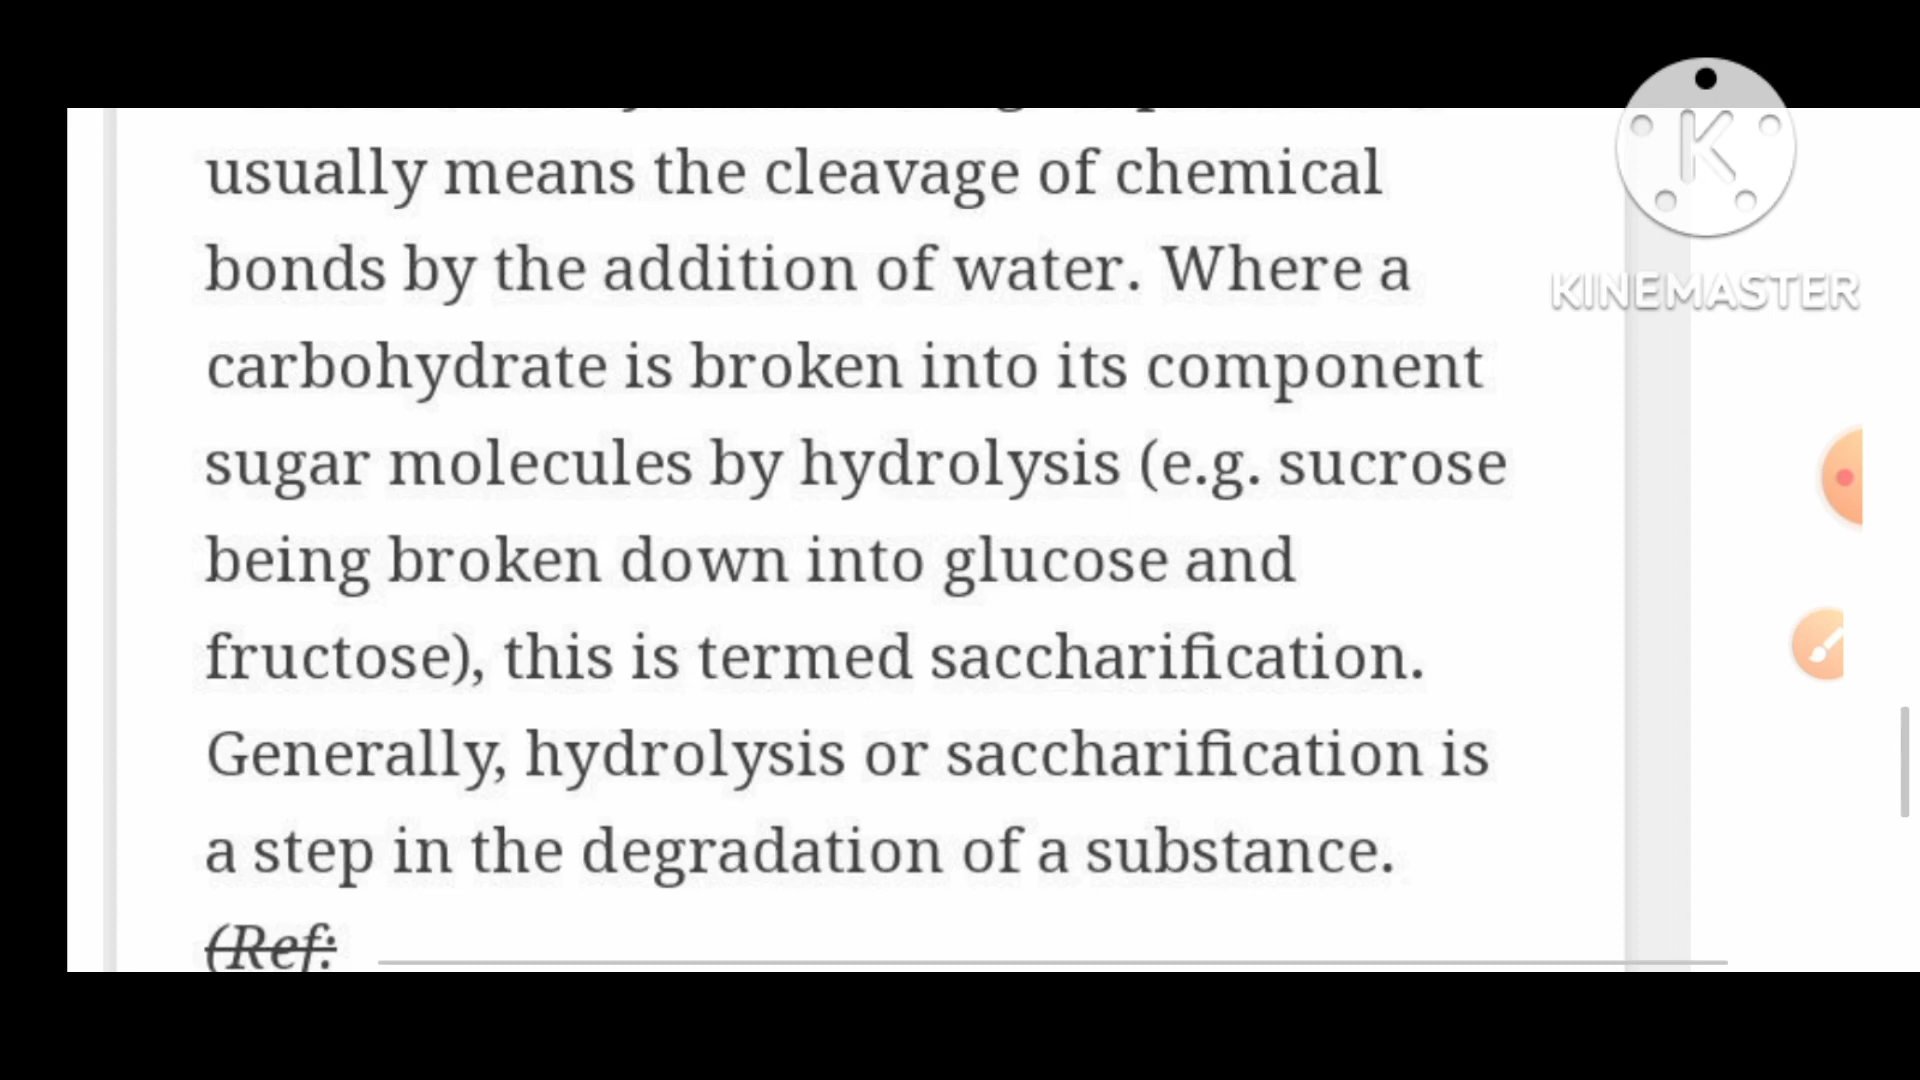 usually means the cleavage of chemical
bonds by the addition of water. Where a
carbohydrate is broken into its component
sugar molecules by hydrolysis (e.g. sucrose
being broken down into glucose and
fructose), this is termed saccharification.
Generally, hydrolysis or saccharification is
a step in the degradation of a substance.
(Ref:
K
KINEMASTER